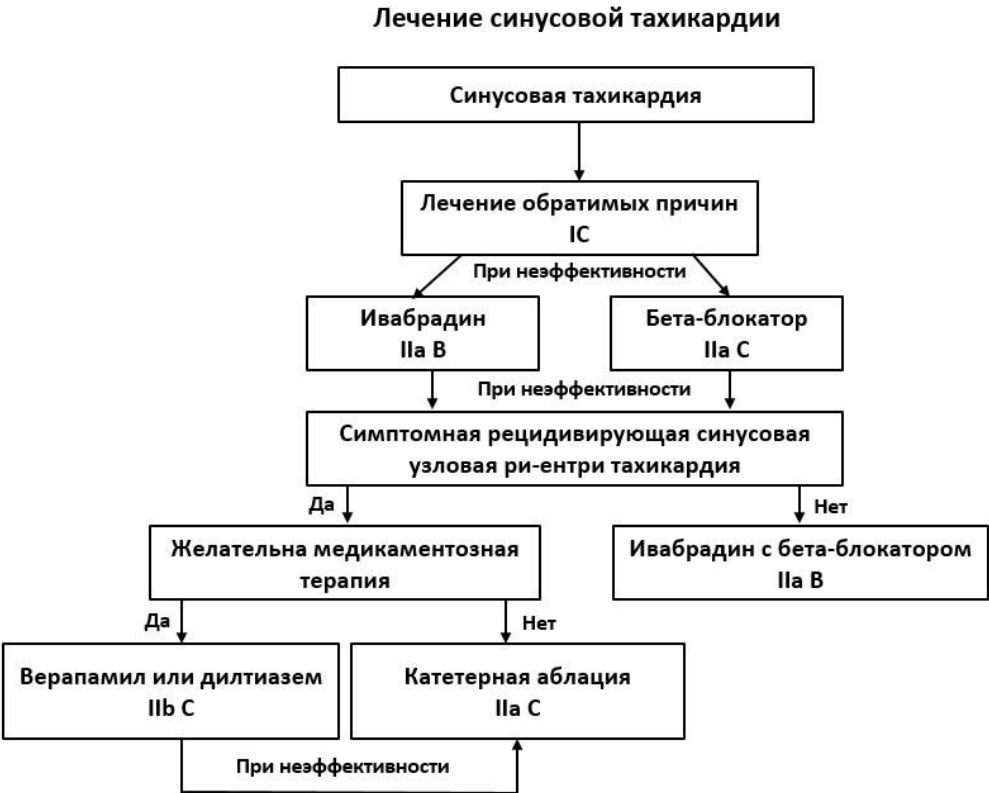 Лечение синусовой тахикардии
Синусовая тахикардия
Лечение обратимых причин
IC
При неэффективности
Ивабрадин
IIa B
Бета-блокатор
IIa C
При неэффективности
Симптомная рецидивирующая синусовая
узловая ри-ентри тахикардия
Да
Нет
Желательна медикаментозная
терапия
Ивабрадин с бета-блокатором
IIa B
Да
Нет
Верапамил или дилтиазем
IIb C
Катетерная аблация
IIa C
При неэффективности